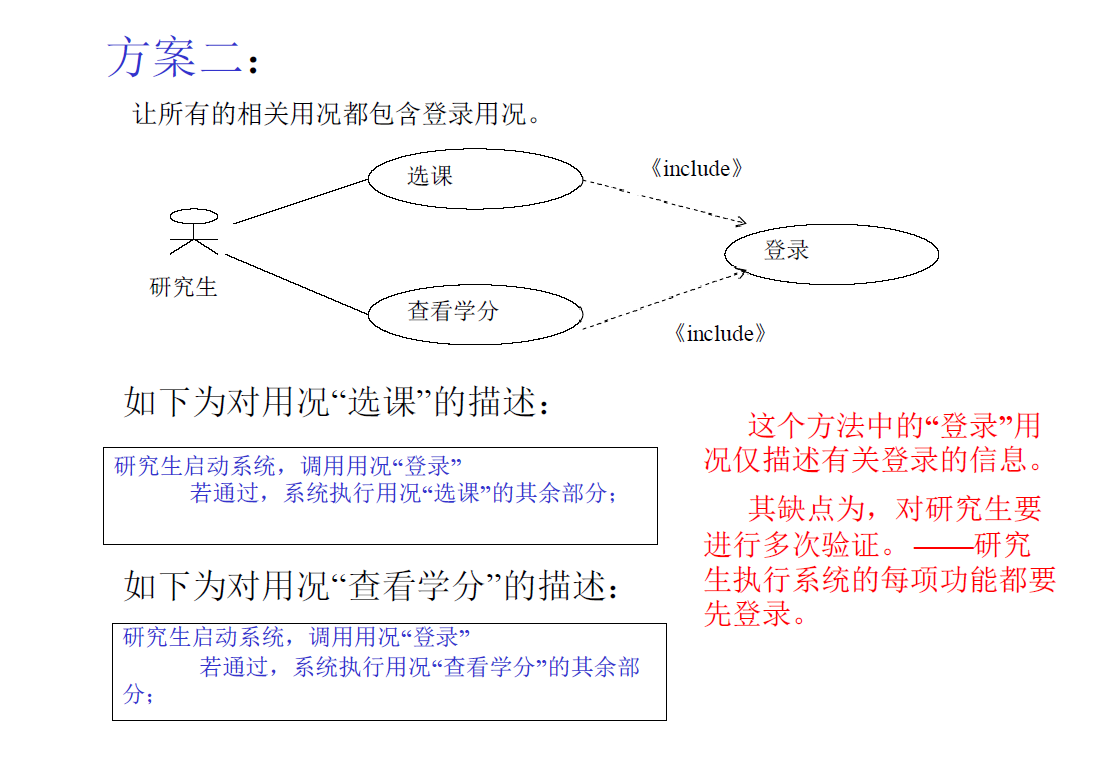 方案二：
让所有的相关用况都包含登录用况。
选课
《include》
登录
研究生
查看学分
《include》
如下为对用况“选课”的描述：
研究生启动系统，调用用况“登录”
若通过，系统执行用况“选课”的其余部分；
如下为对用况“查看学分”的描述：
研究生启动系统，调用用况“登录”
若通过，系统执行用况“查看学分”的其余部
分；
这个方法中的“登录”用
况仅描述有关登录的信息。
其缺点为，对研究生要
进行多次验证。——研究
生执行系统的每项功能都要
先登录。